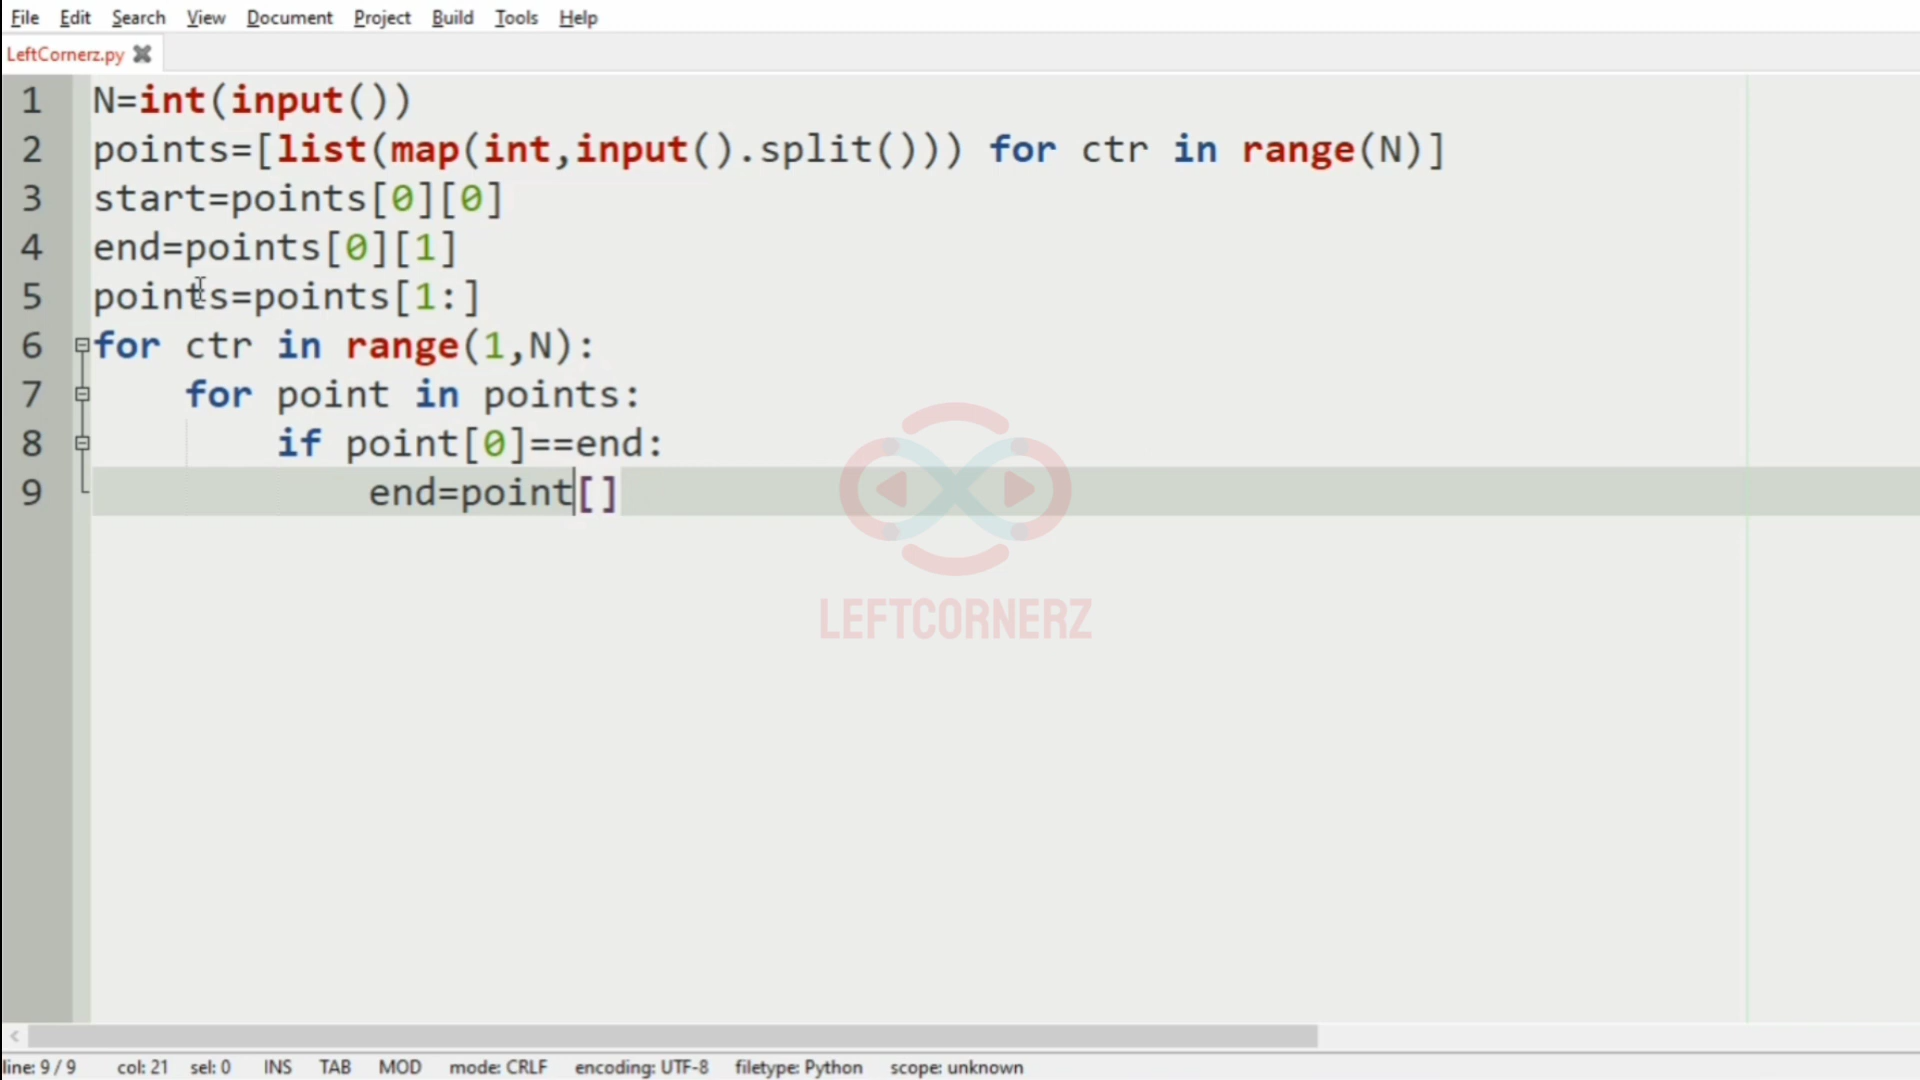 File Edit Search View Document Project Build Tools Help
LeftCornerz.py
1 N=int(input())
2 points=[list(map(int,input().split())) for ctr in range(N)]
3 start=points[0][0]
4 end=points[0][1]
5 points=points[1:]
6 for ctr in range(1,N):
7     for point in points:
8         if point[0]==end:
9             end=point[]
LEFTCORNERZ
line: 9 / 9 col: 21 sel: 0 INS TAB MOD mode: CRLF encoding: UTF-8 filetype: Python scope: unknown